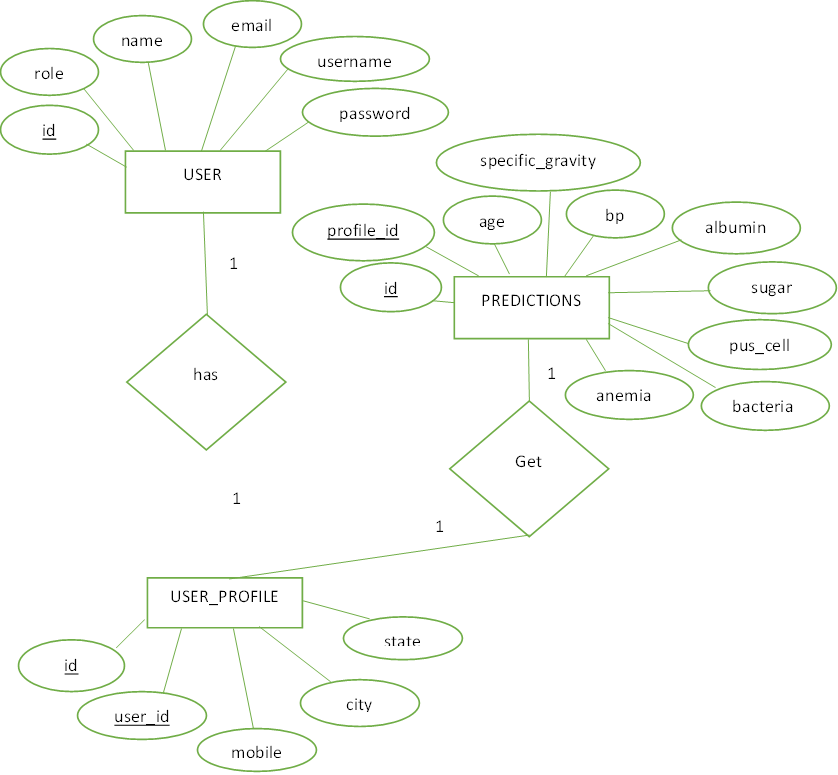 email
name
username
role
password
id
USER
specific_gravity
bp
age
albumin
profile_id
1
sugar
id
PREDICTIONS
pus_cell
has
1
anemia
bacteria
Get
1
1
USER_PROFILE
state
id
city
user_id
mobile